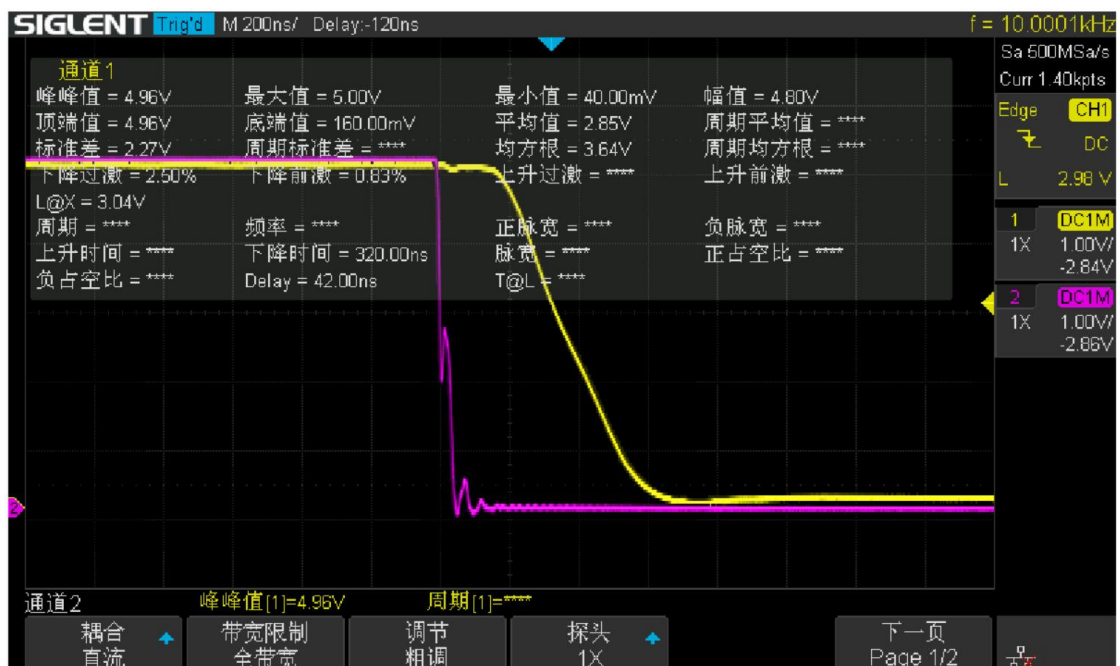 SIGLENT Trig'd M 200ns/ Delay:-120ns f = 10.0001kHz
Sa 500MSa/s
Curr 1.40kpts
Edge CH1
DC
L 2.98 V
1 DC1M
1X 1.00V/
-2.84V
2 DC1M
1X 1.00V/
-2.86V
通道1
峰峰值 = 4.96V 最大值 = 5.00V 最小值 = 40.00mV 幅值 = 4.80V
顶端值 = 4.96V 底端值 = 160.00mV 平均值 = 2.85V 周期平均值 = ****
标准差 = 2.27V 周期标准差 = **** 均方根 = 3.64V 周期均方根 = ****
下降过激 = 2.50% 下降前激 = 0.83% 上升过激 = **** 上升前激 = ****
L@X = 3.04V
周期 = **** 频率 = **** 正脉宽 = **** 负脉宽 = ****
上升时间 = **** 下降时间 = 320.00ns 脉宽 = **** 正占空比 = ****
负占空比 = **** Delay = 42.00ns T@L = ****
2
通道2 峰峰值[1]=4.96V 周期[1]=****
耦合 带宽限制 调节 探头 下一页
直流 全带宽 粗调 1X Page 1/2